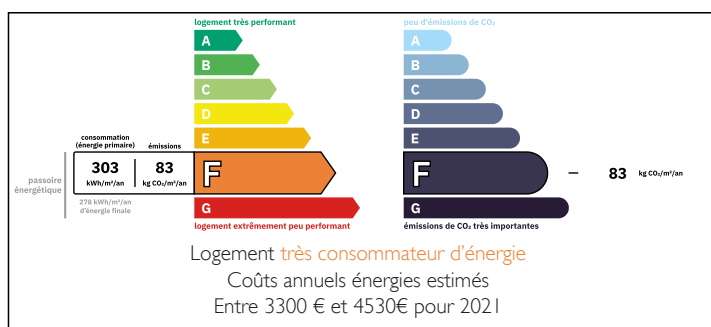 logement très performant
A
B
C
D
E
consommation
(énergie primaire)
émissions
303
kWh/m²/an
83
kg CO₂/m²/an
F
passoire
énergétique
278 kWh/m²/an
d'énergie finale
G
logement extrêmement peu performant
peu d'émissions de CO₂
A
B
C
D
E
F
83 kg CO₂/m²/an
G
émissions de CO₂ très importantes
Logement très consommateur d'énergie
Coûts annuels énergies estimés
Entre 3300 € et 4530€ pour 2021